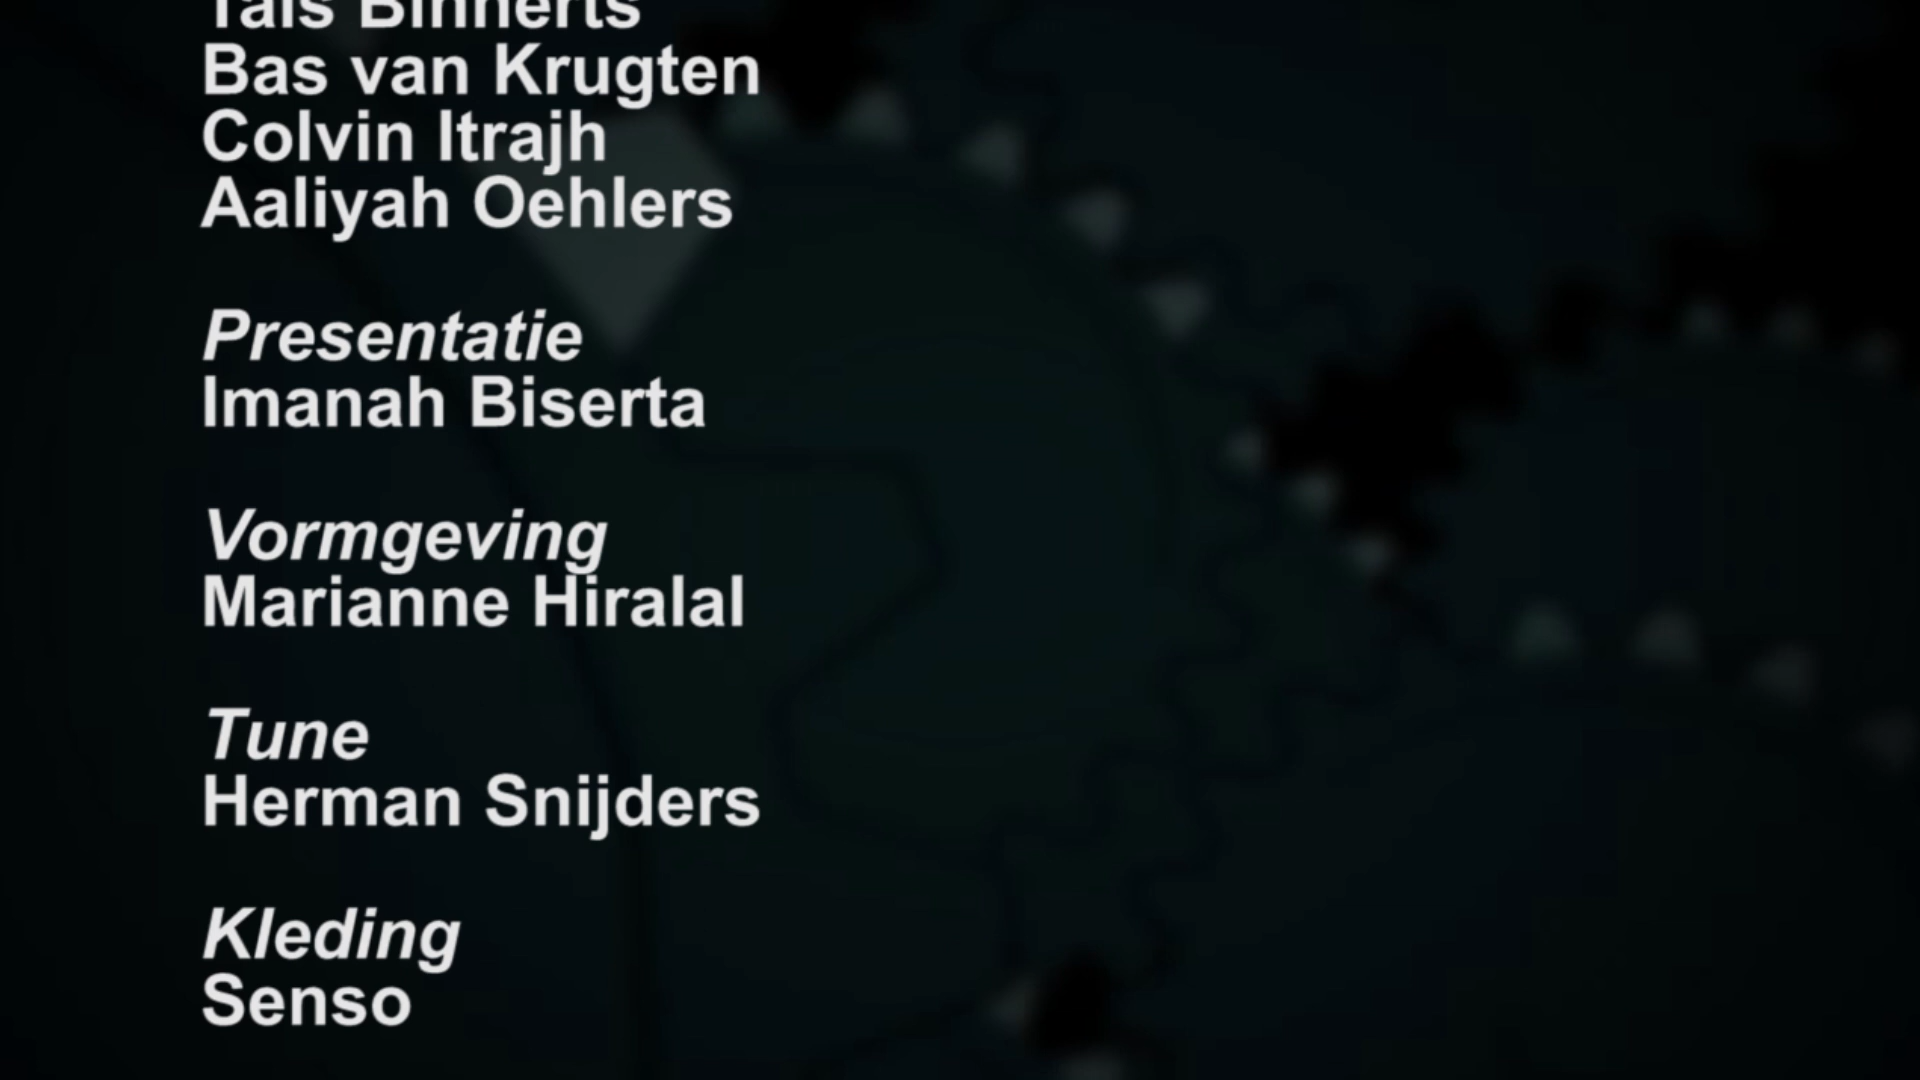 Bas van Krugten
Colvin Itrajh
Aaliyah Oehlers
Presentatie
Imanah Biserta
Vormgeving
Marianne Hiralal
Tune
Herman Snijders
Kleding
Senso